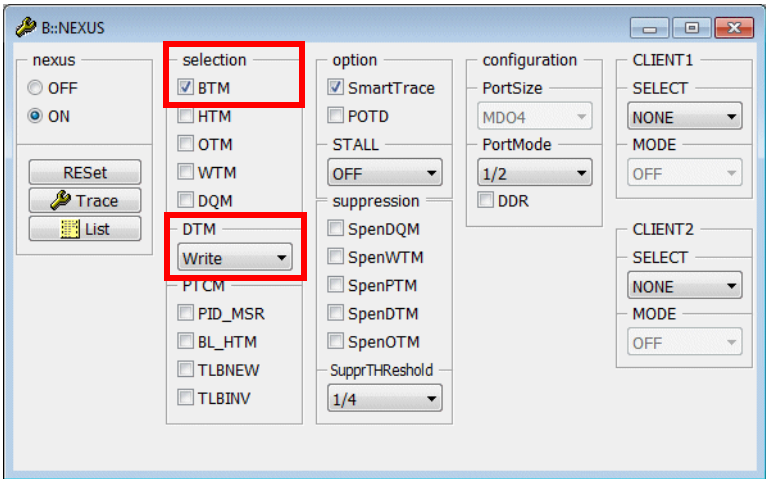 B::NEXUS
nexus
OFF
ON
RESet
Trace
List
selection
BTM
HTM
OTM
WTM
DQM
DTM
Write
PTCM
PID_MSR
BL_HTM
TLBNEW
TLBINV
option
SmartTrace
POTD
STALL
OFF
suppression
SpenDQM
SpenWTM
SpenPTM
SpenDTM
SpenOTM
SupprTHReshold
1/4
configuration
PortSize
MDO4
PortMode
1/2
DDR
CLIENT1
SELECT
NONE
MODE
OFF
CLIENT2
SELECT
NONE
MODE
OFF